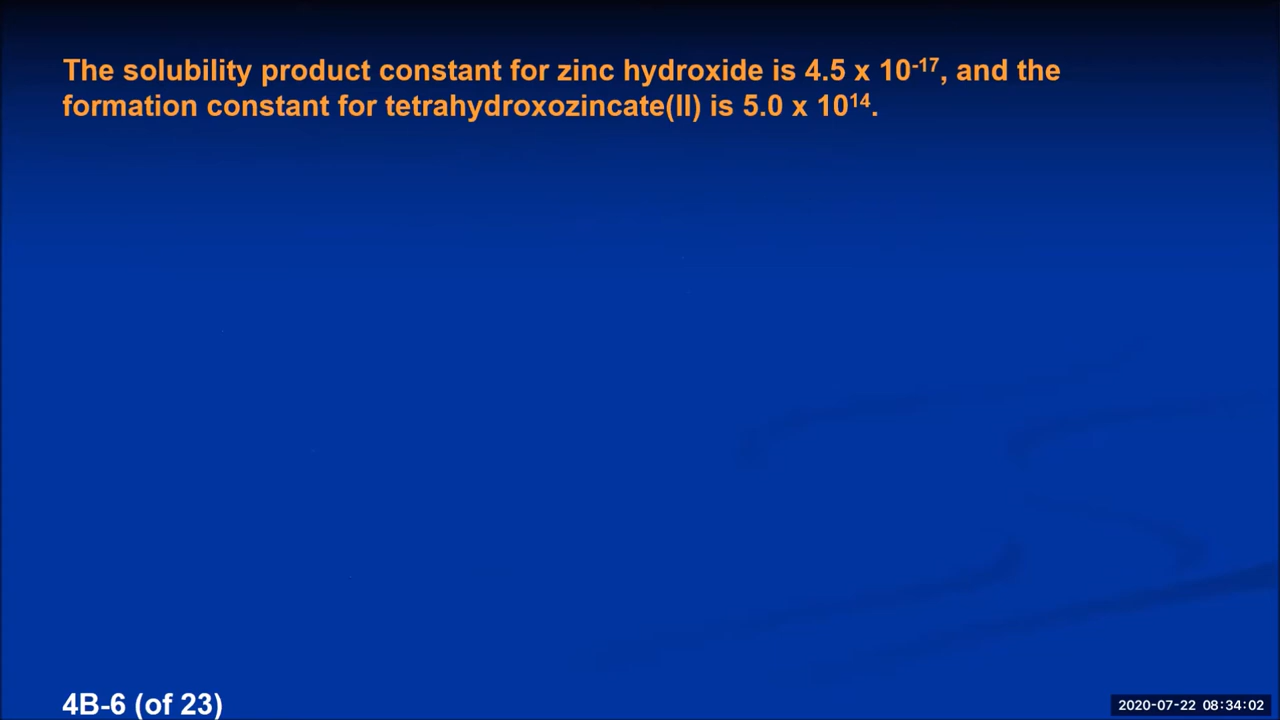 The solubility product constant for zinc hydroxide is 4.5 x 10⁻¹⁷, and the
formation constant for tetrahydroxozincate(II) is 5.0 x 10¹⁴.
4B-6 (of 23)
2020-07-22 08:34:02